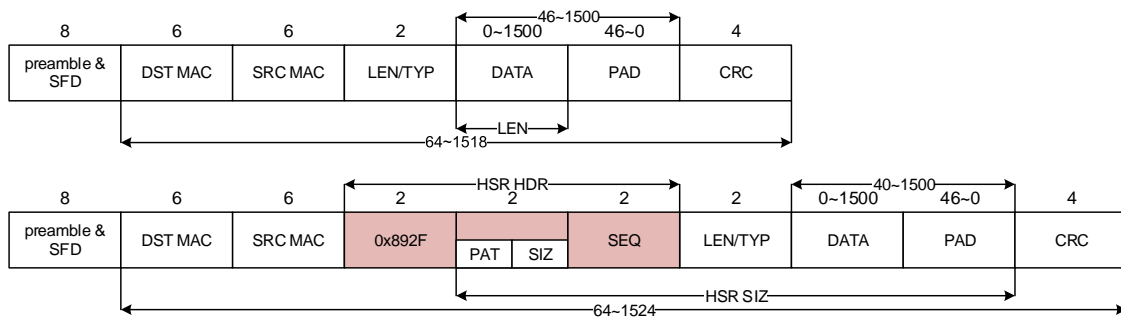 46~1500
8 6 6 2 0~1500 46~0 4
preamble & SFD DST MAC SRC MAC LEN/TYP DATA PAD CRC
LEN
64~1518
HSR HDR 40~1500
8 6 6 2 2 2 2 0~1500 46~0 4
preamble & SFD DST MAC SRC MAC 0x892F PAT SIZ SEQ LEN/TYP DATA PAD CRC
HSR SIZ
64~1524